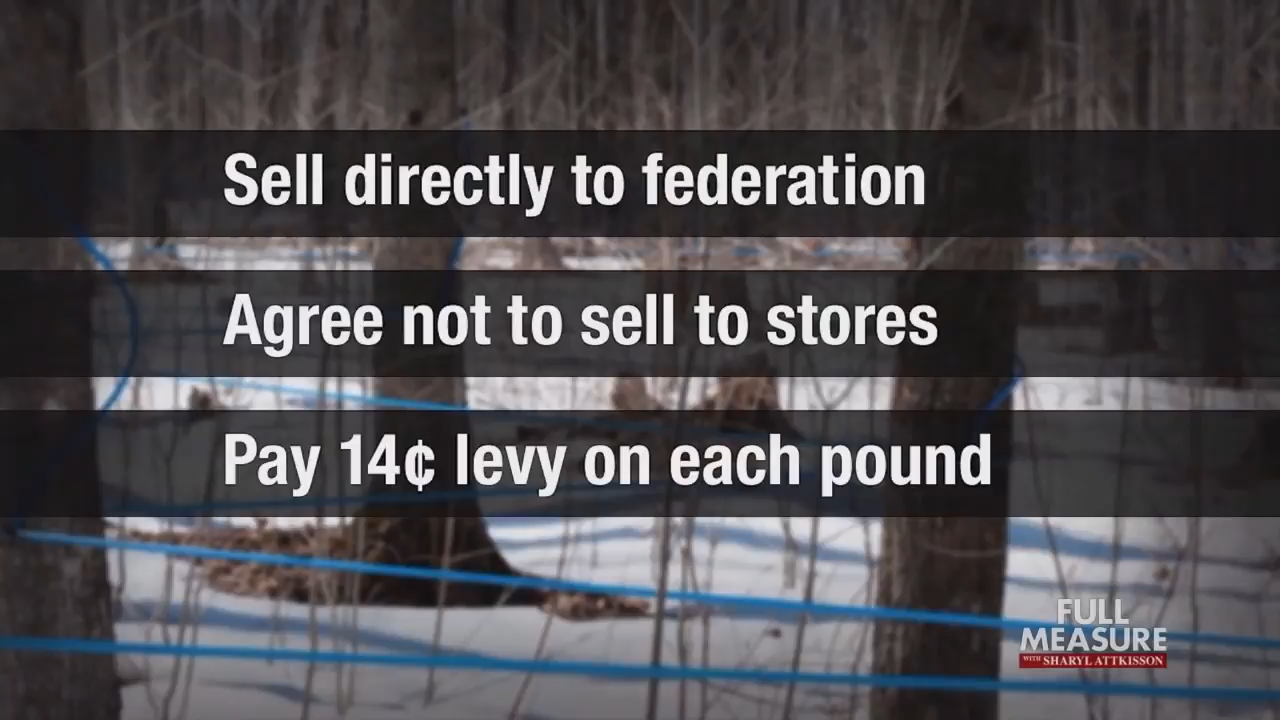 Sell directly to federation
Agree not to sell to stores
Pay 14¢ levy on each pound
FULL
MEASURE
WITH SHARYL ATTKISSON